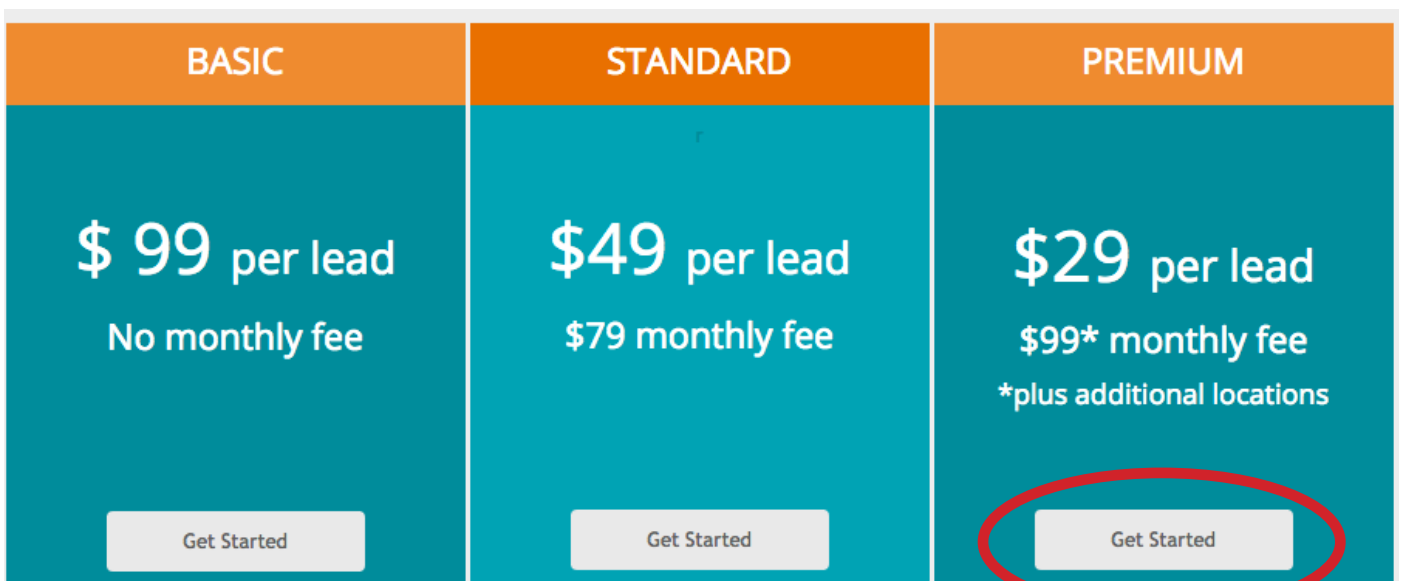 BASIC
$ 99 per lead
No monthly fee
Get Started
STANDARD
r
$49 per lead
$79 monthly fee
Get Started
PREMIUM
$29 per lead
$99* monthly fee
*plus additional locations
Get Started